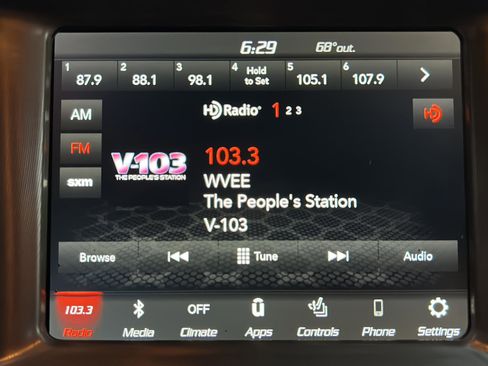 6:29 68°out.
1 87.9 2 88.1 3 98.1 4 Hold to Set 5 105.1 6 107.9
AM HD Radio® 1 2 3 HD
FM
sxm
V-103
THE PEOPLE'S STATION
103.3
WVEE
The People's Station
V-103
Browse Tune Audio
103.3 OFF
Radio Media Climate Apps Controls Phone Settings